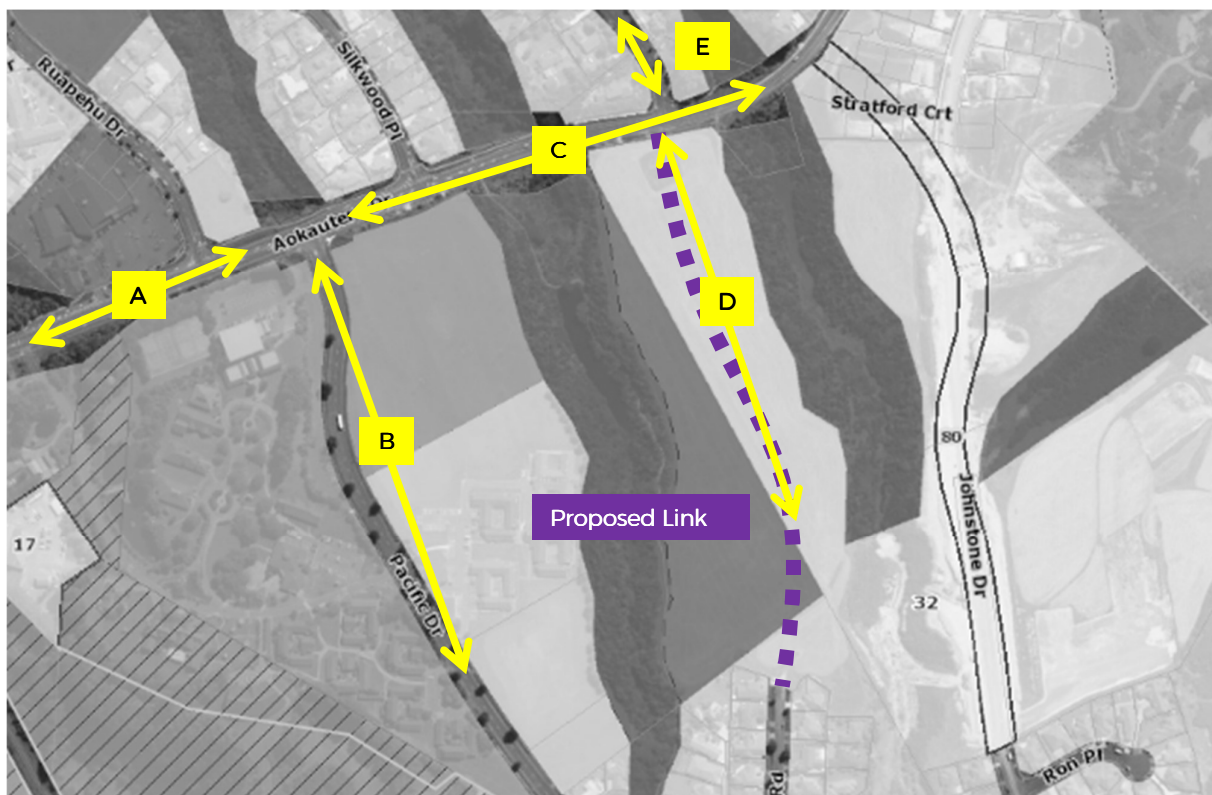 E
Silkwood Pl
Ruapehu Dr
Stratford Crt
C
Aokautere Dr
A
D
B
80
Proposed Link
Johnstone Dr
17
Pacific Dr
32
Ron Pl
Rd